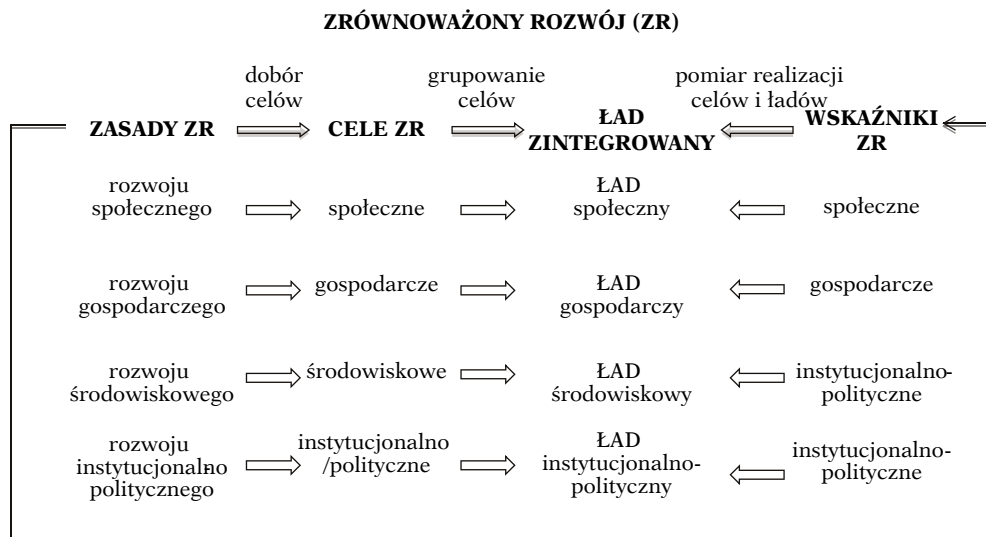 ZRÓWNOWAŻONY ROZWÓJ (ZR)
dobór
celów
grupowanie
celów
pomiar realizacji
celów i ładów
ZASADY ZR
CELE ZR
ŁAD
ZINTEGROWANY
WSKAŹNIKI
ZR
rozwoju
społecznego
społeczne
ŁAD
społeczny
społeczne
rozwoju
gospodarczego
gospodarcze
ŁAD
gospodarczy
gospodarcze
rozwoju
środowiskowego
środowiskowe
ŁAD
środowiskowy
instytucjonalno-
polityczne
rozwoju
instytucjonalno-
politycznego
instytucjonalno
/polityczne
ŁAD
instytucjonalno-
polityczny
instytucjonalno-
polityczne